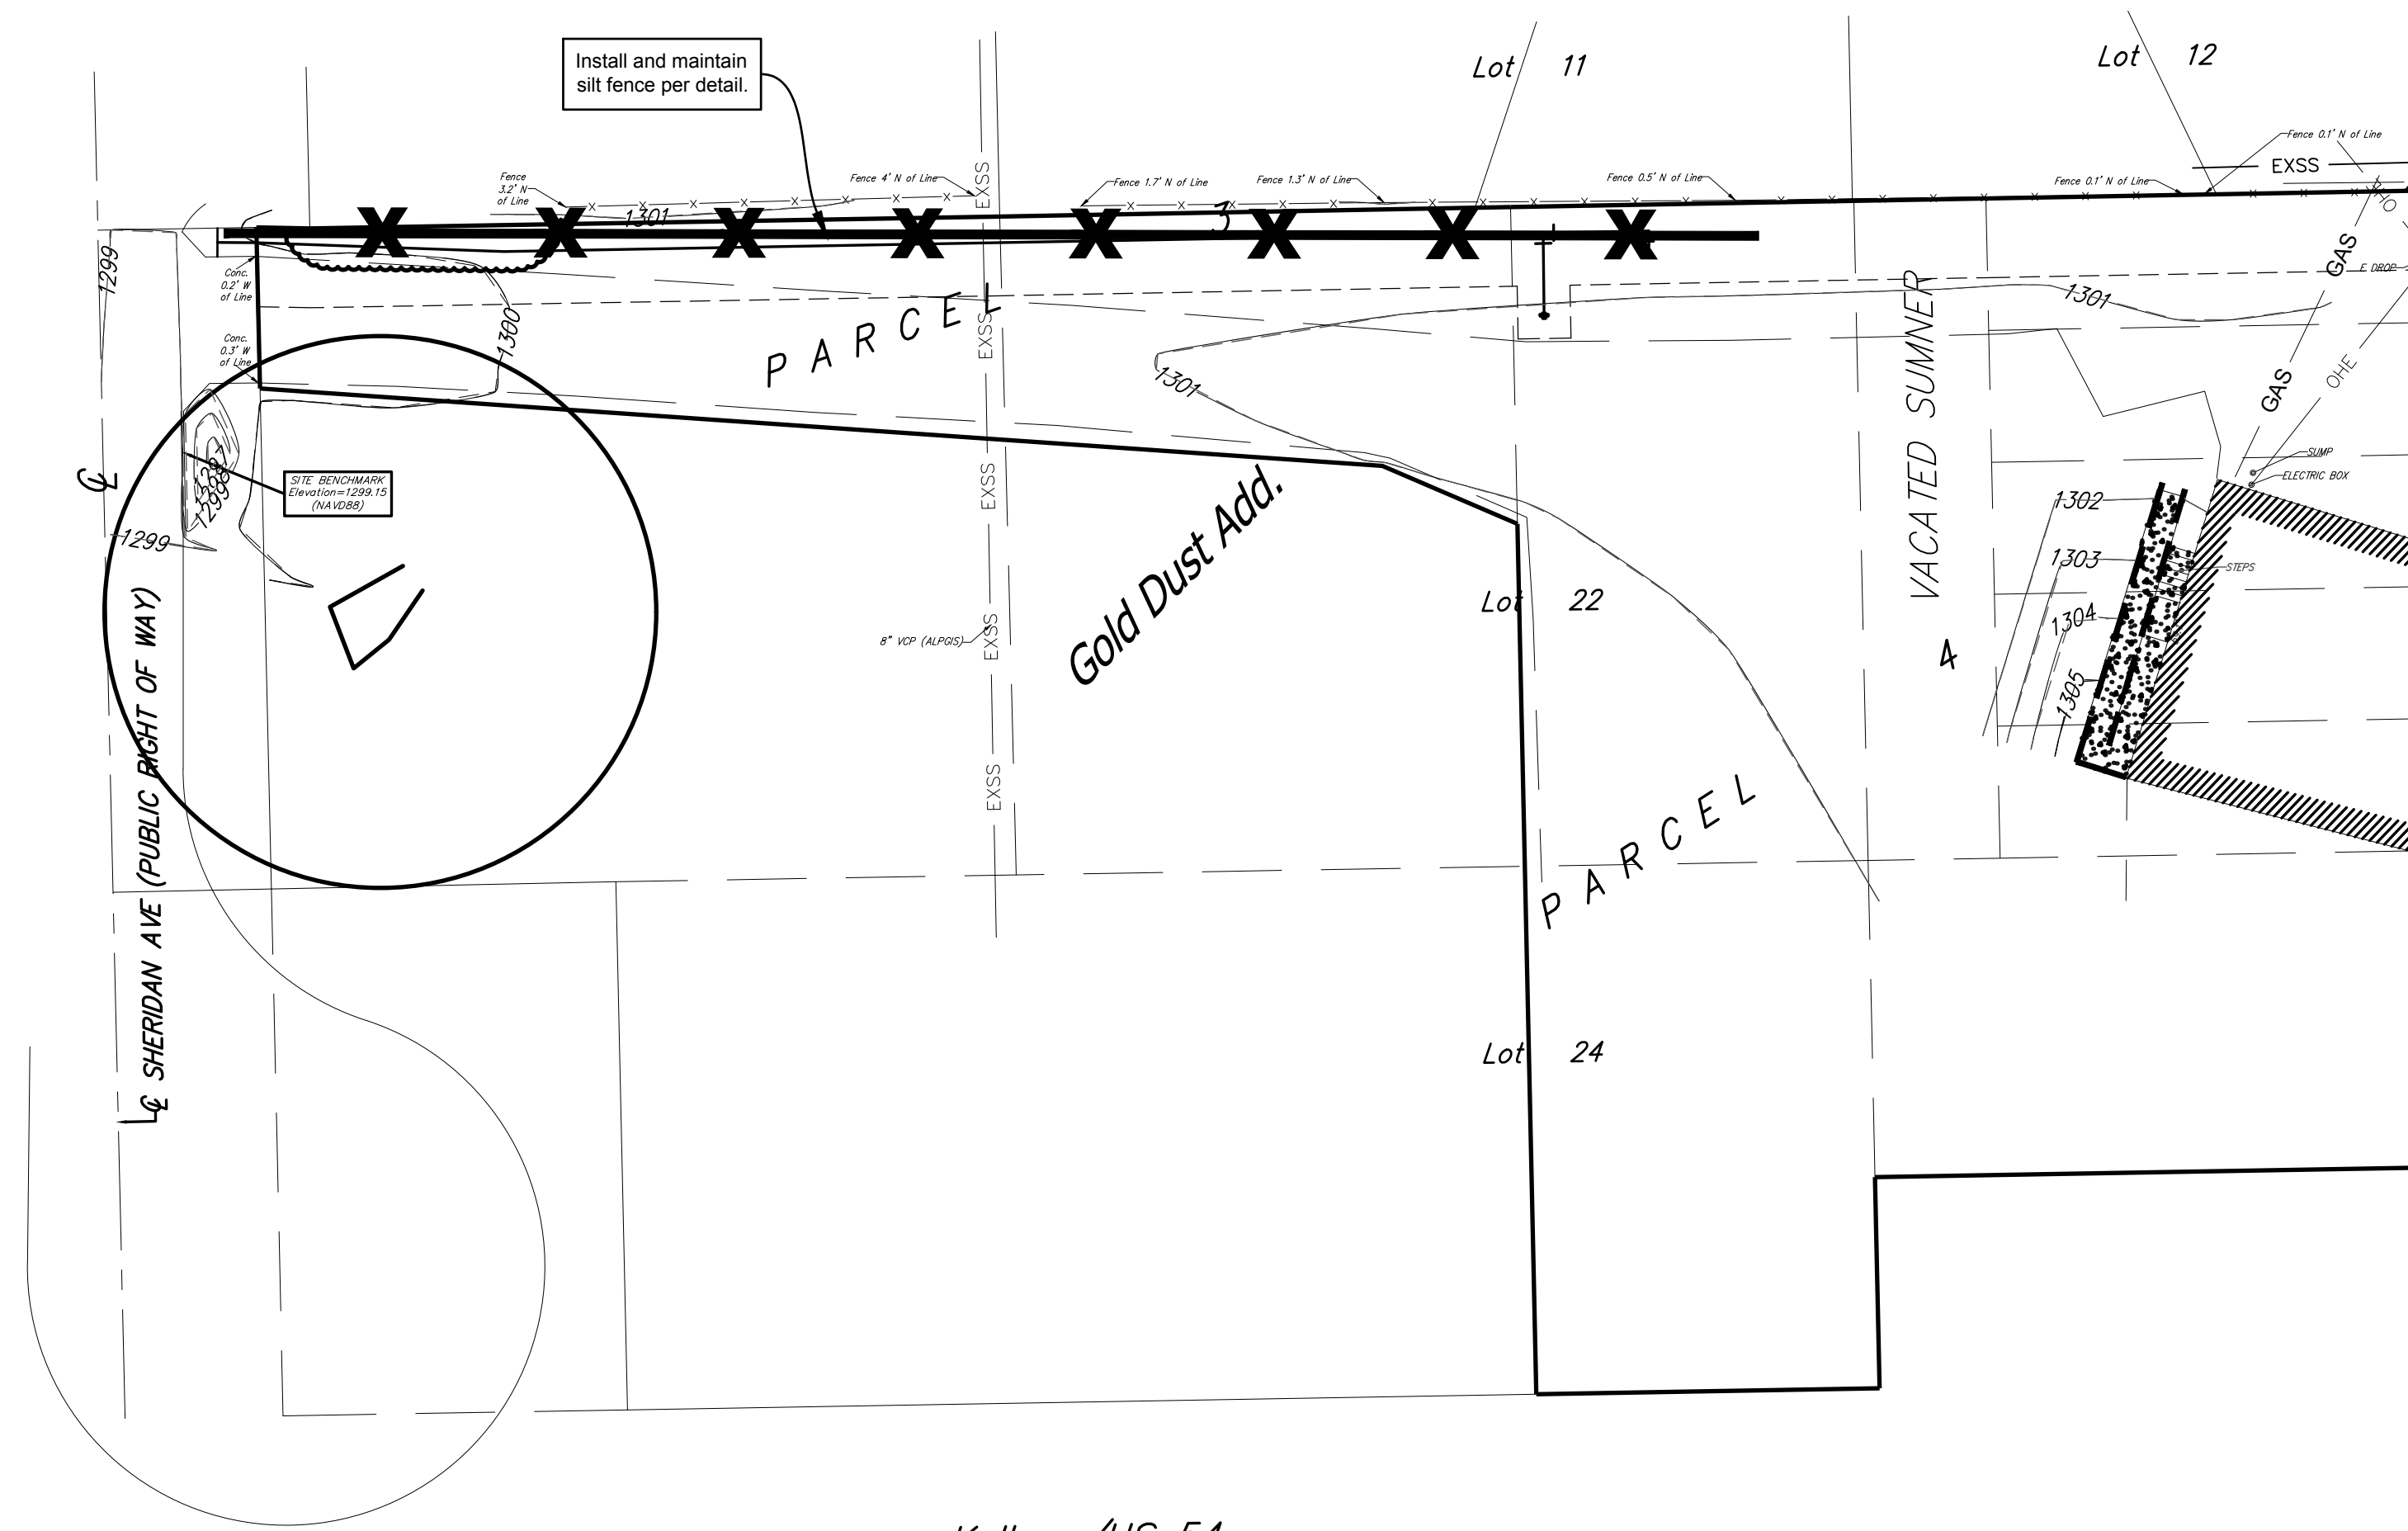 Install and maintain
silt fence per detail.
Lot 11
Lot 12
Fence 0.1' N of Line
EXSS
Fence
3.2' N
of Line
Fence 4' N of Line
EXSS
Fence 1.7' N of Line
Fence 1.3' N of Line
Fence 0.5' N of Line
Fence 0.1' N of Line
1301
3
1299
Conc.
0.2' W
of Line
GAS
E DROP
1301
1300
PARCEL
EXSS
Conc.
0.3' W
of Line
1301
VACATED SUMNER
GAS
OHE
SUMP
ELECTRIC BOX
SITE BENCHMARK
Elevation=1299.15
(NAVD88)
1299
1299
EXSS
Gold Dust Add.
1302
1303
STEPS
Lot 22
1304
8" VCP (ALPGIS)
EXSS
4
1305
EXSS
PARCEL
SHERIDAN AVE (PUBLIC RIGHT OF WAY)
Lot 24